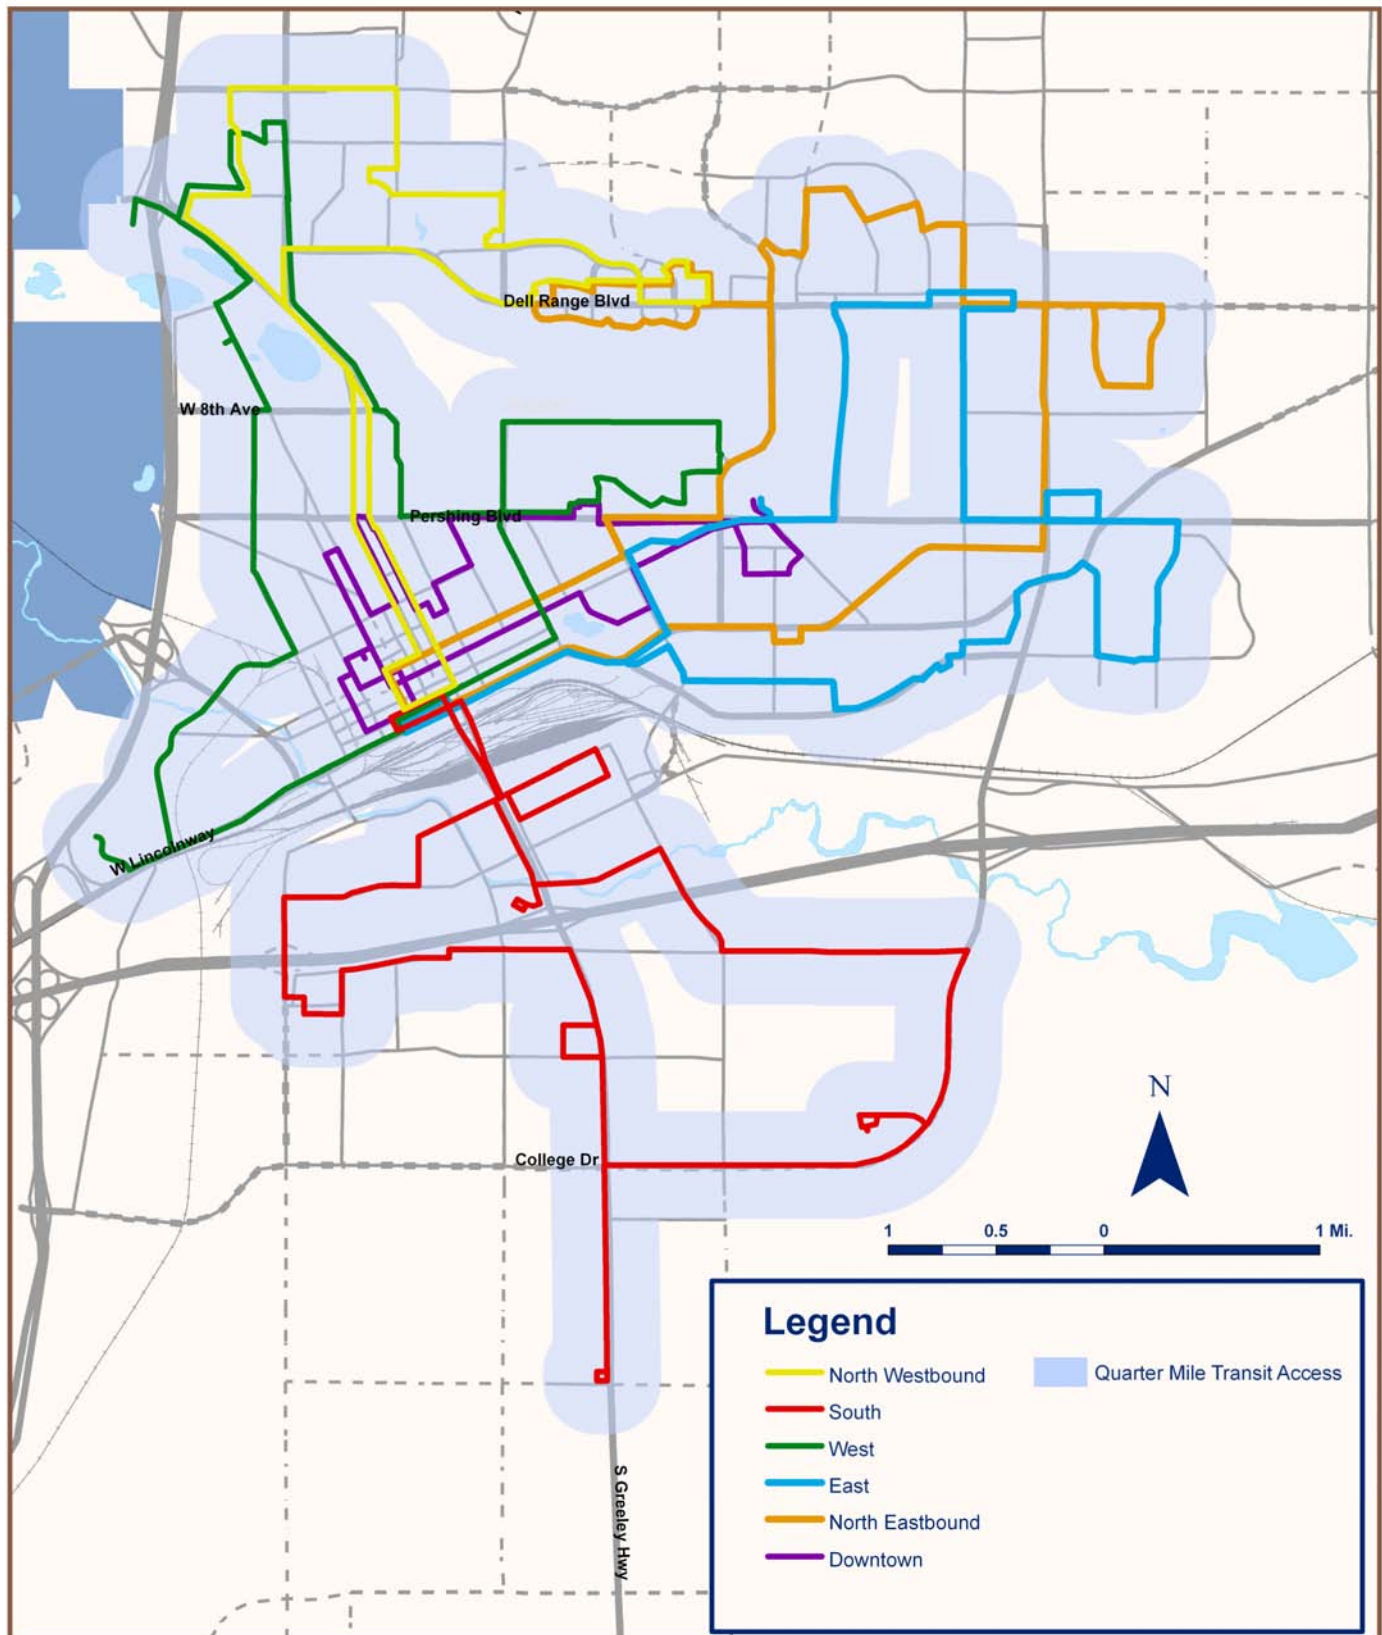 Dell Range Blvd
W 8th Ave
Pershing Blvd
W Lincolnway
N
College Dr
1 0.5 0 1 Mi.
Legend
North Westbound
Quarter Mile Transit Access
South
West
East
North Eastbound
Downtown
S Greeley Hwy